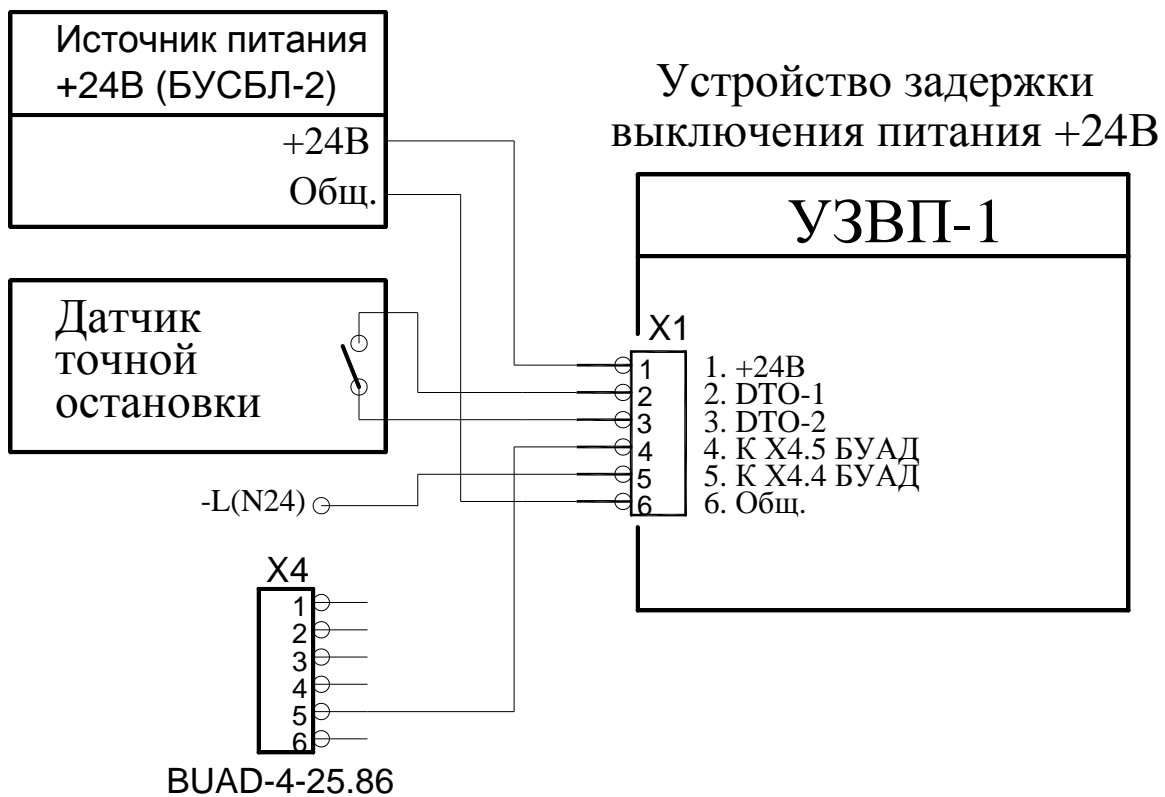 Источник питания
+24В (БУСБЛ-2)
+24В
Общ.
Устройство задержки
выключения питания +24В
УЗВП-1
Датчик
точной
остановки
X1
1
2
3
4
5
6
1. +24В
2. DTO-1
3. DTO-2
4. К X4.5 БУАД
5. К X4.4 БУАД
6. Общ.
-L(N24)
X4
1
2
3
4
5
6
BUAD-4-25.86